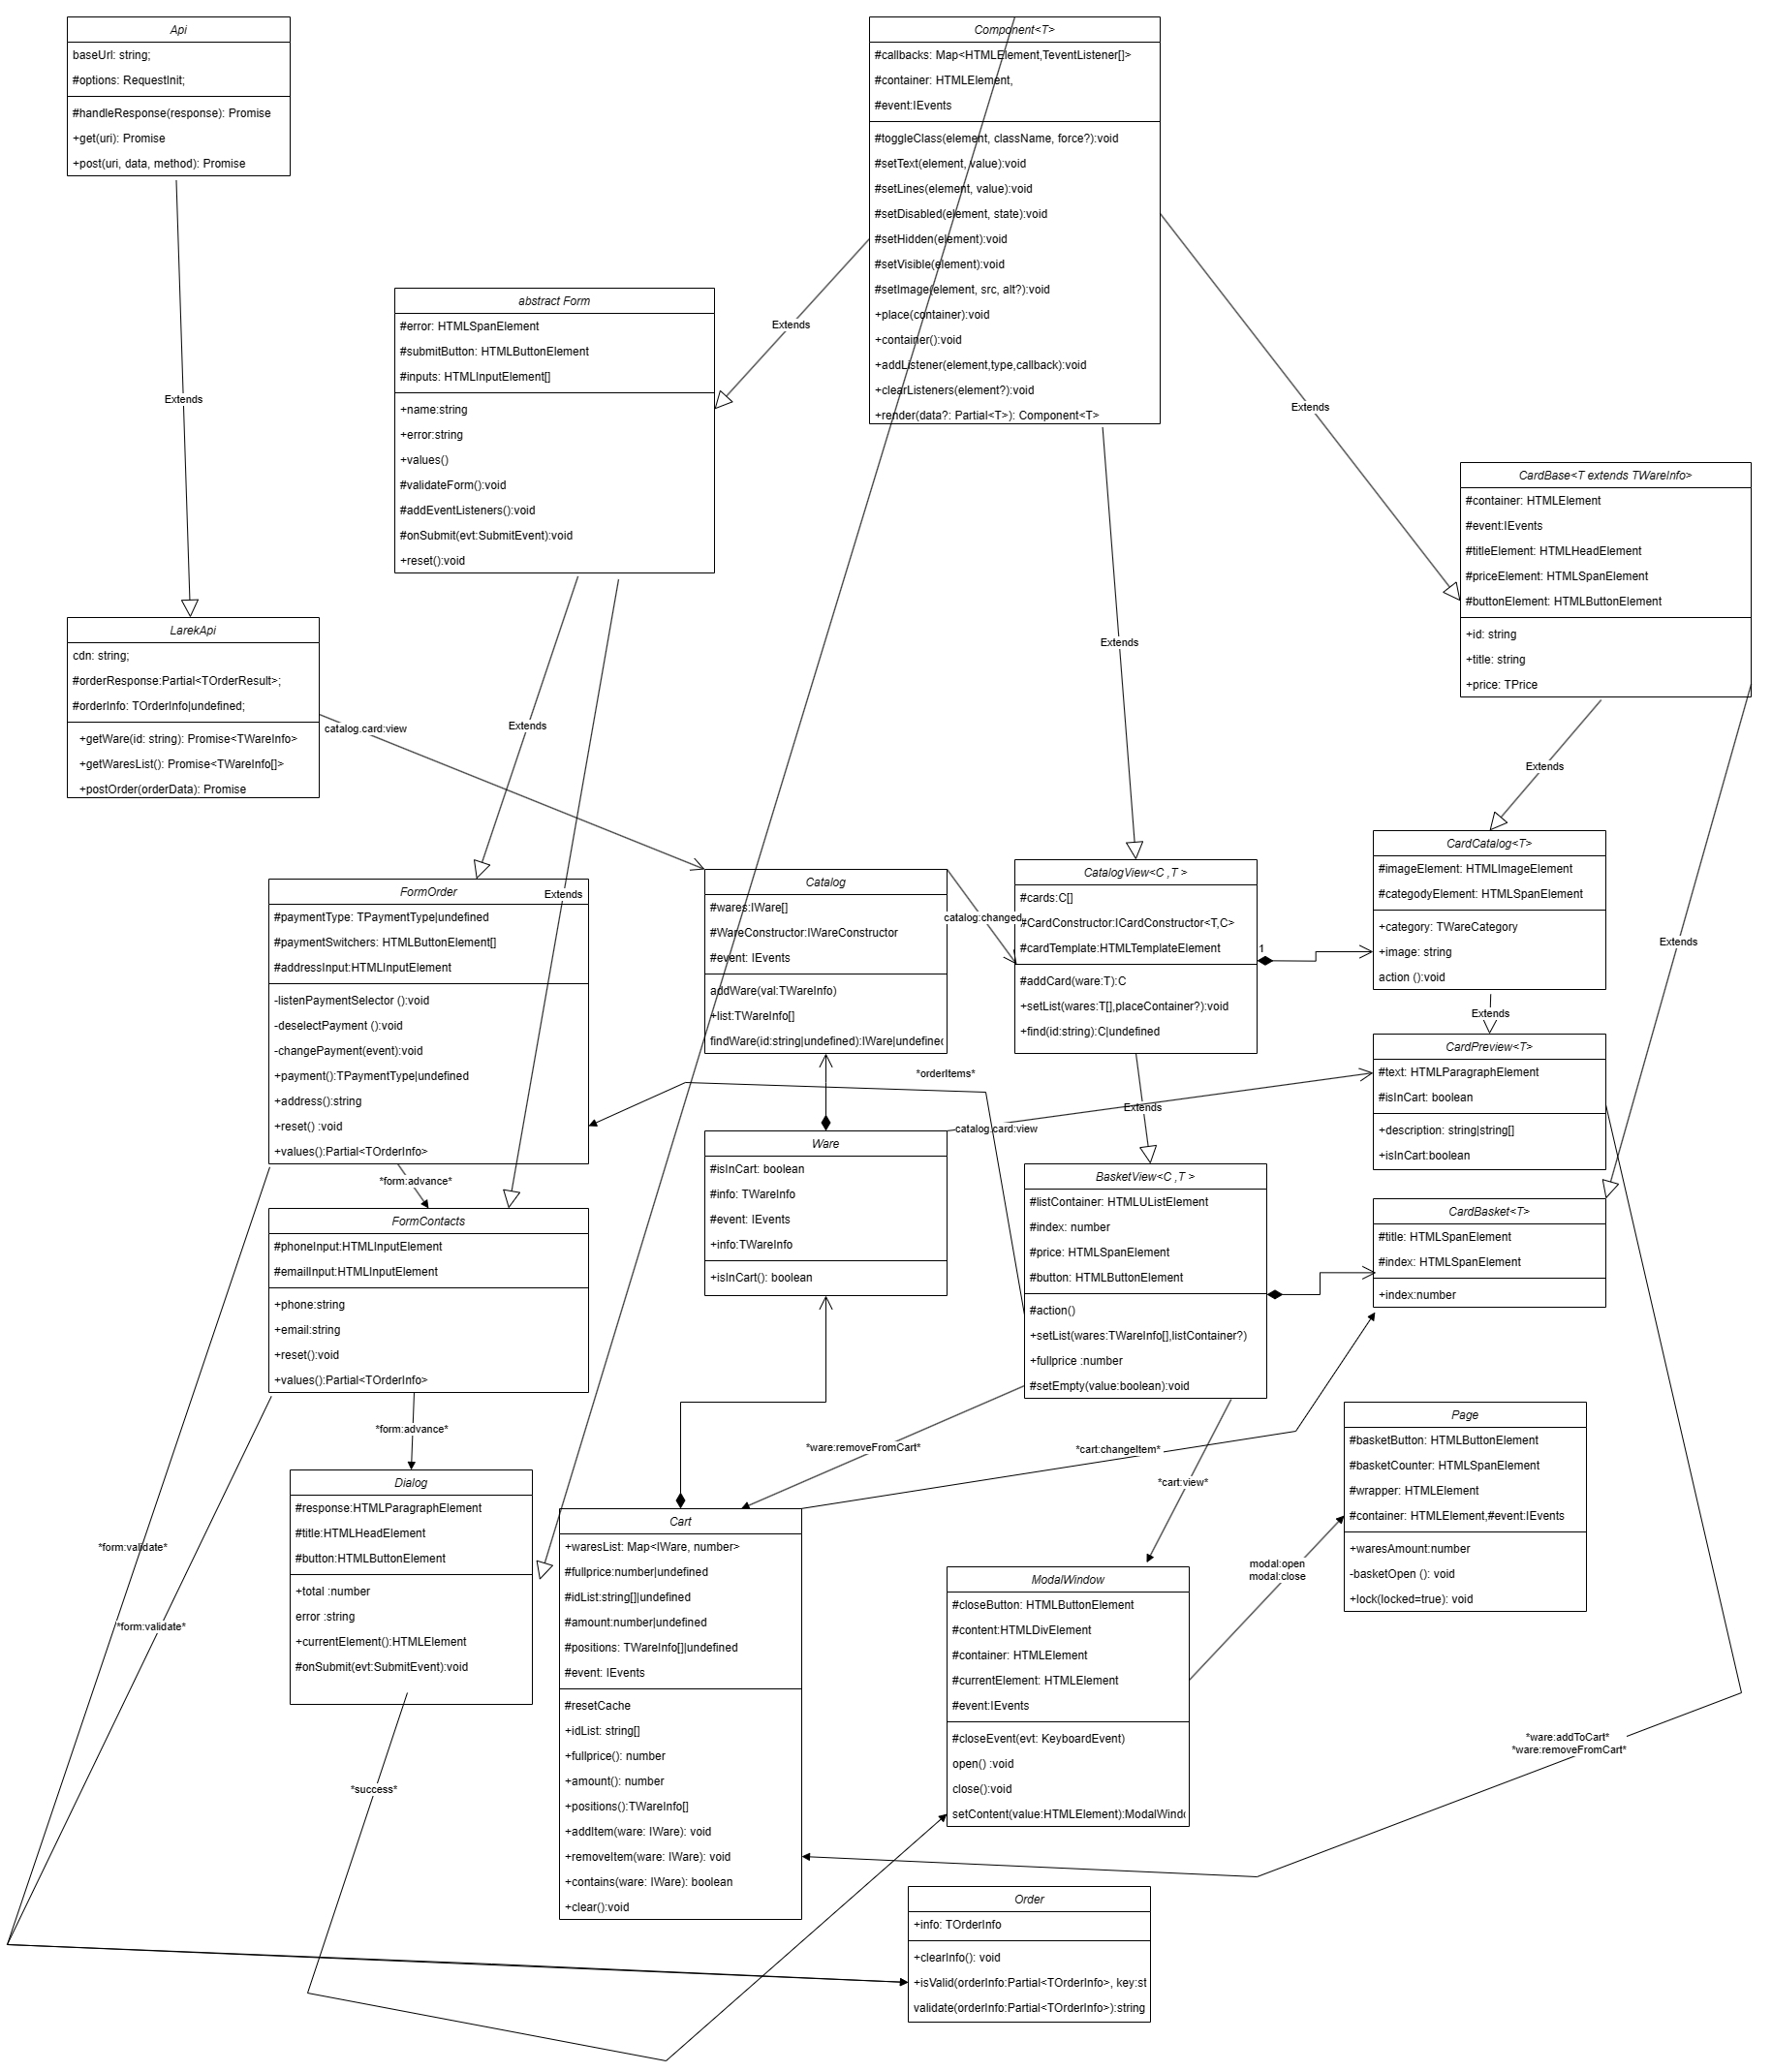 Api
baseUrl: string;
#options: RequestInit;
#handleResponse(response): Promise
+get(uri): Promise
+post(uri, data, method): Promise
Component<T>
#callbacks: Map<HTMLElement,TeventListener[]>
#container: HTMLElement,
#event:IEvents
#toggleClass(element, className, force?):void
#setText(element, value):void
#setLines(element, value):void
#setDisabled(element, state):void
#setHidden(element):void
#setVisible(element):void
#setImage(element, src, alt?):void
+place(container):void
+container():void
+addListener(element,type,callback):void
+clearListeners(element?):void
+render(data?: Partial<T>): Component<T>
abstract Form
#error: HTMLSpanElement
#submitButton: HTMLButtonElement
#inputs: HTMLInputElement[]
+name:string
+error:string
+values()
#validateForm():void
#addEventListeners():void
#onSubmit(evt:SubmitEvent):void
+reset():void
Extends
Extends
Extends
CardBase<T extends TWareInfo>
#container: HTMLElement
#event:IEvents
#titleElement: HTMLHeadElement
#priceElement: HTMLSpanElement
#buttonElement: HTMLButtonElement
+id: string
+title: string
+price: TPrice
LarekApi
cdn: string;
#orderResponse:Partial<TOrderResult>;
#orderInfo: TOrderInfo|undefined;
+getWare(id: string): Promise<TWareInfo>
+getWaresList(): Promise<TWareInfo[]>
+postOrder(orderData): Promise
catalog.card:view
Extends
Extends
Extends
Extends
Extends
FormOrder
#paymentType: TPaymentType|undefined
#paymentSwitchers: HTMLButtonElement[]
#addressInput:HTMLInputElement
-listenPaymentSelector ():void
-deselectPayment ():void
-changePayment(event):void
+payment():TPaymentType|undefined
+address():string
+reset() :void
+values():Partial<TOrderInfo>
Catalog
#wares:IWare[]
#WareConstructor:IWareConstructor
#event: IEvents
addWare(val:TWareInfo)
+list:TWareInfo[]
findWare(id:string|undefined):IWare|undefined
catalog:changed
CatalogView<C ,T >
#cards:C[]
#CardConstructor:ICardConstructor<T,C>
#cardTemplate:HTMLTemplateElement
#addCard(ware:T):C
+setList(wares:T[],placeContainer?):void
+find(id:string):C|undefined
1
CardCatalog<T>
#imageElement: HTMLImageElement
#categodyElement: HTMLSpanElement
+category: TWareCategory
+image: string
action ():void
Extends
CardPreview<T>
#text: HTMLParagraphElement
#isInCart: boolean
+description: string|string[]
+isInCart:boolean
*orderItems*
catalog.card:view
Extends
Ware
#isInCart: boolean
#info: TWareInfo
#event: IEvents
+info:TWareInfo
+isInCart(): boolean
BasketView<C ,T >
#listContainer: HTMLUListElement
#index: number
#price: HTMLSpanElement
#button: HTMLButtonElement
#action()
+setList(wares:TWareInfo[],listContainer?)
+fullprice :number
#setEmpty(value:boolean):void
CardBasket<T>
#title: HTMLSpanElement
#index: HTMLSpanElement
+index:number
*form:advance*
FormContacts
#phoneInput:HTMLInputElement
#emailInput:HTMLInputElement
+phone:string
+email:string
+reset():void
+values():Partial<TOrderInfo>
*form:advance*
*ware:removeFromCart*
*cart:changeItem*
*cart:view*
Page
#basketButton: HTMLButtonElement
#basketCounter: HTMLSpanElement
#wrapper: HTMLElement
#container: HTMLElement,#event:IEvents
+waresAmount:number
-basketOpen (): void
+lock(locked=true): void
Dialog
#response:HTMLParagraphElement
#title:HTMLHeadElement
#button:HTMLButtonElement
+total :number
error :string
+currentElement():HTMLElement
#onSubmit(evt:SubmitEvent):void
*form:validate*
*form:validate*
*success*
Cart
+waresList: Map<IWare, number>
#fullprice:number|undefined
#idList:string[]|undefined
#amount:number|undefined
#positions: TWareInfo[]|undefined
#event: IEvents
#resetCache
+idList: string[]
+fullprice(): number
+amount(): number
+positions():TWareInfo[]
+addItem(ware: IWare): void
+removeItem(ware: IWare): void
+contains(ware: IWare): boolean
+clear():void
ModalWindow
#closeButton: HTMLButtonElement
#content:HTMLDivElement
#container: HTMLElement
#currentElement: HTMLElement
#event:IEvents
#closeEvent(evt: KeyboardEvent)
open() :void
close():void
setContent(value:HTMLElement):ModalWindo
modal:open
modal:close
*ware:addToCart*
*ware:removeFromCart*
Order
+info: TOrderInfo
+clearInfo(): void
+isValid(orderInfo:Partial<TOrderInfo>, key:st
validate(orderInfo:Partial<TOrderInfo>):string